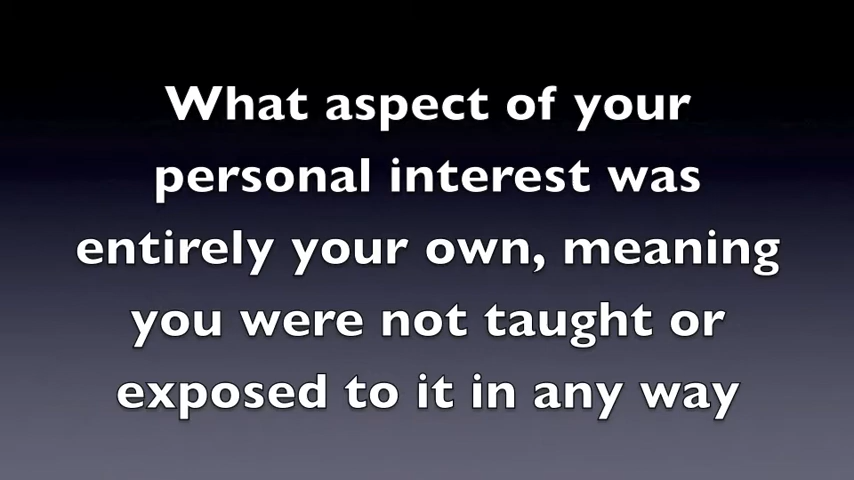 What aspect of your
personal interest was
entirely your own, meaning
you were not taught or
exposed to it in any way